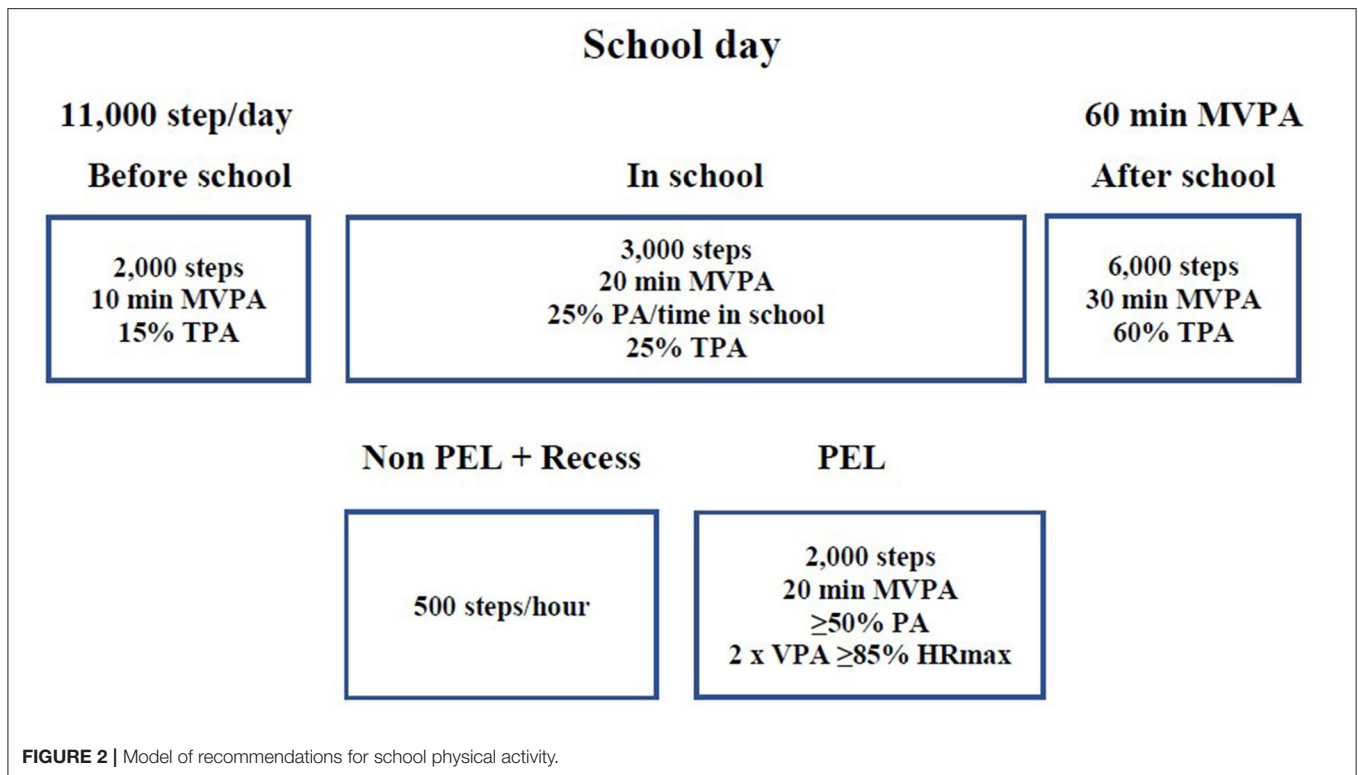 School day
11,000 step/day
60 min MVPA
Before school
In school
After school
2,000 steps
10 min MVPA
15% TPA
3,000 steps
20 min MVPA
25% PA/time in school
25% TPA
6,000 steps
30 min MVPA
60% TPA
Non PEL + Recess
PEL
500 steps/hour
2,000 steps
20 min MVPA
≥50% PA
2 x VPA ≥85% HRmax
FIGURE 2 | Model of recommendations for school physical activity.